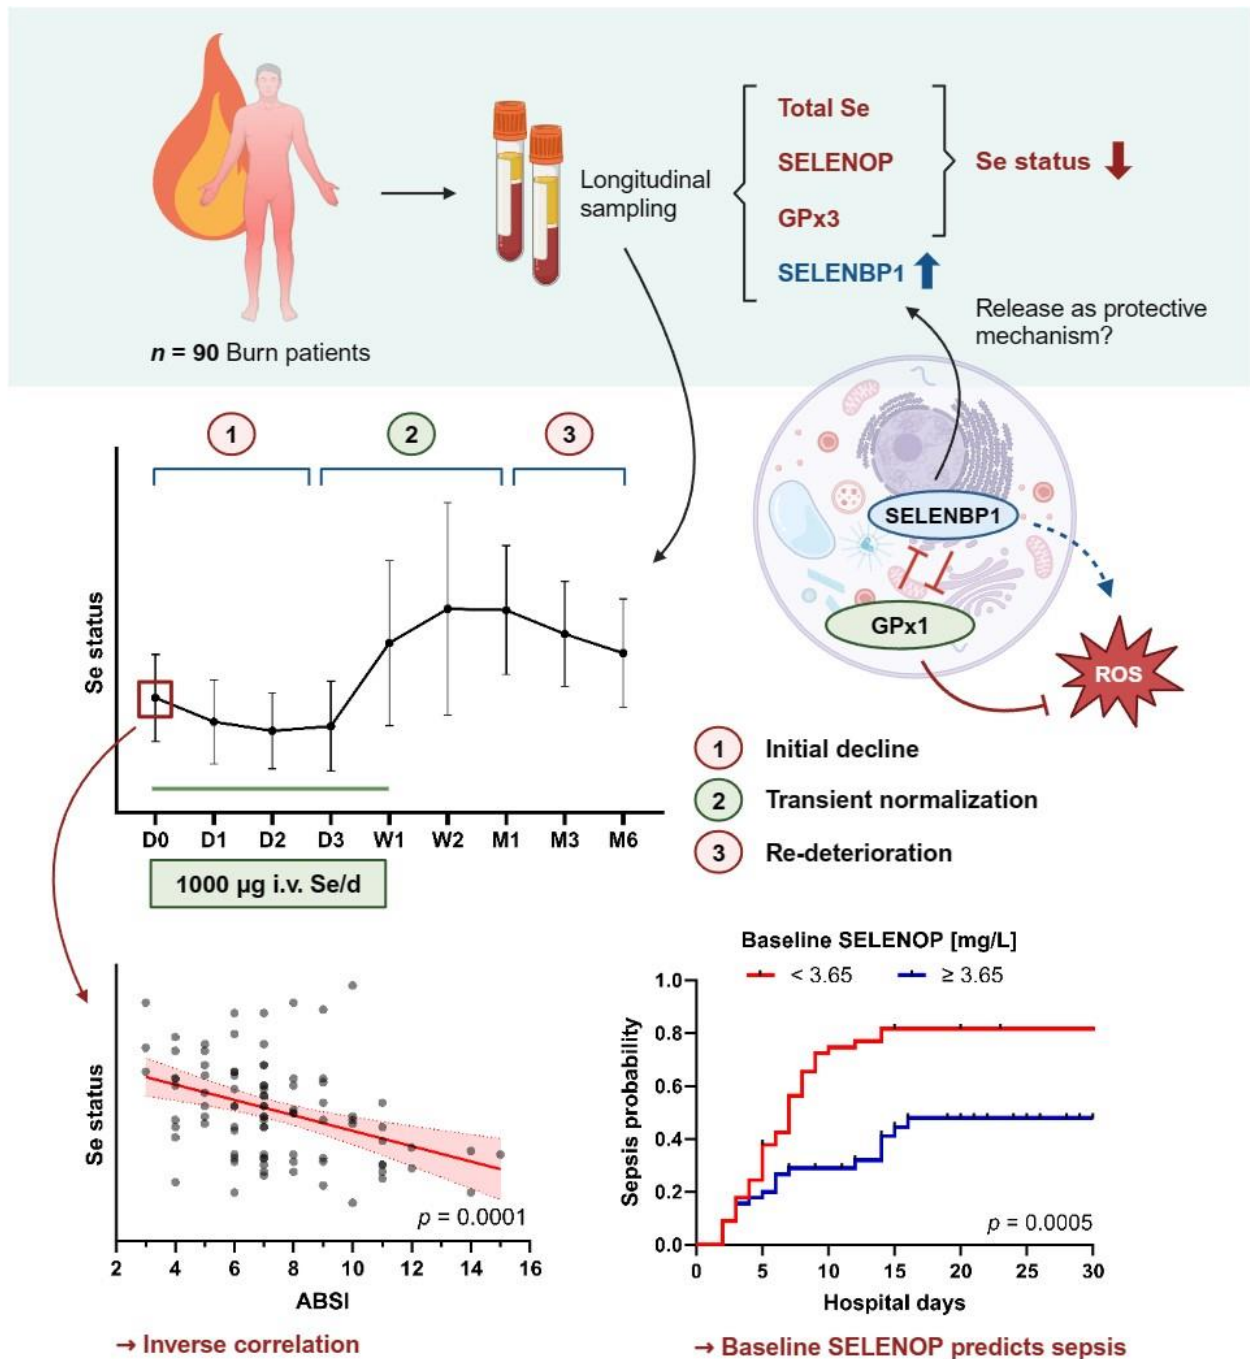 Total Se
SELENOP
GPx3
SELENBP1
Se status
Longitudinal
sampling
n = 90 Burn patients
Release as protective
mechanism?
1
2
3
Se status
D0 D1 D2 D3 W1 W2 M1 M3 M6
1000 µg i.v. Se/d
SELENBP1
GPx1
ROS
1 Initial decline
2 Transient normalization
3 Re-deterioration
Se status
p = 0.0001
2 4 6 8 10 12 14 16
ABSI
→ Inverse correlation
Baseline SELENOP [mg/L]
< 3.65 ≥ 3.65
Sepsis probability
1.0
0.8
0.6
0.4
0.2
0.0
p = 0.0005
0 5 10 15 20 25 30
Hospital days
→ Baseline SELENOP predicts sepsis